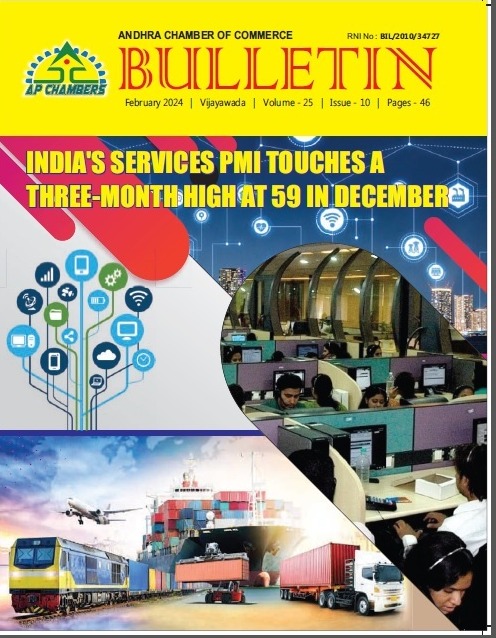 ANDHRA CHAMBER OF COMMERCE
RNI No : BIL/2010/34727
AP CHAMBERS
BULLETIN
February 2024 | Vijayawada | Volume - 25 | Issue - 10 | Pages - 46
INDIA'S SERVICES PMI TOUCHES A
THREE-MONTH HIGH AT 59 IN DECEMBER